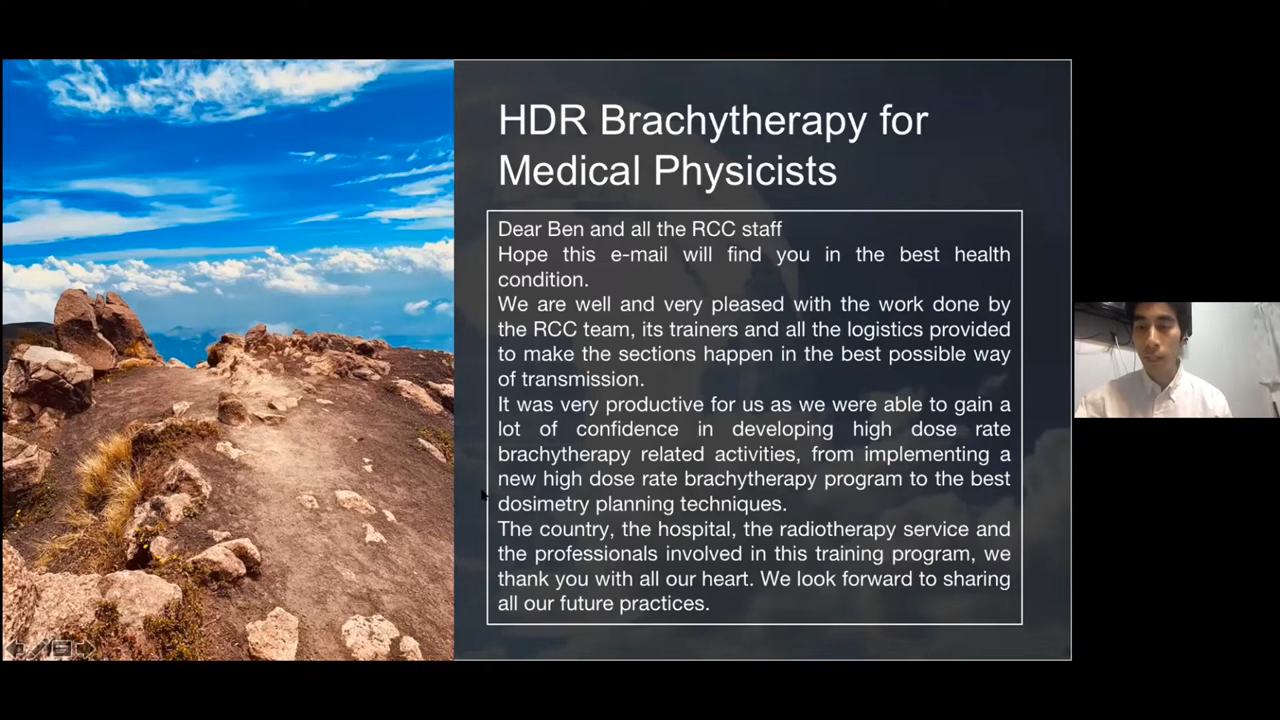 HDR Brachytherapy for
Medical Physicists
Dear Ben and all the RCC staff
Hope this e-mail will find you in the best health
condition.
We are well and very pleased with the work done by
the RCC team, its trainers and all the logistics provided
to make the sections happen in the best possible way
of transmission.
It was very productive for us as we were able to gain a
lot of confidence in developing high dose rate
brachytherapy related activities, from implementing a
new high dose rate brachytherapy program to the best
dosimetry planning techniques.
The country, the hospital, the radiotherapy service and
the professionals involved in this training program, we
thank you with all our heart. We look forward to sharing
all our future practices.